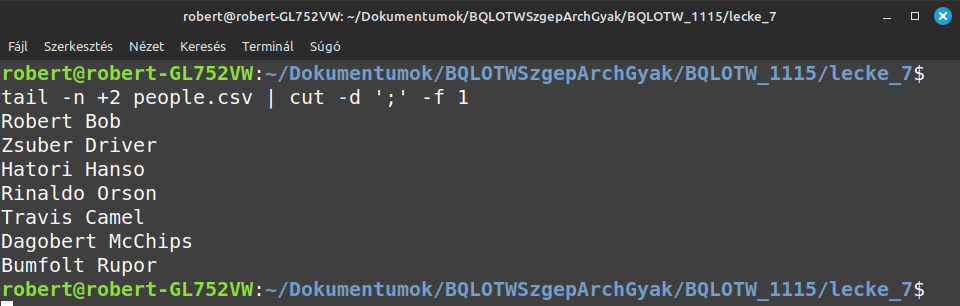 robert@robert-GL752VW: ~/Dokumentumok/BQLOTWSzgepArchGyak/BQLOTW_1115/lecke_7
Fájl Szerkesztés Nézet Keresés Terminál Súgó
robert@robert-GL752VW:~/Dokumentumok/BQLOTWSzgepArchGyak/BQLOTW_1115/lecke_7$
tail -n +2 people.csv | cut -d ';' -f 1
Robert Bob
Zsuber Driver
Hatori Hanso
Rinaldo Orson
Travis Camel
Dagobert McChips
Bumfolt Rupor
robert@robert-GL752VW:~/Dokumentumok/BQLOTWSzgepArchGyak/BQLOTW_1115/lecke_7$